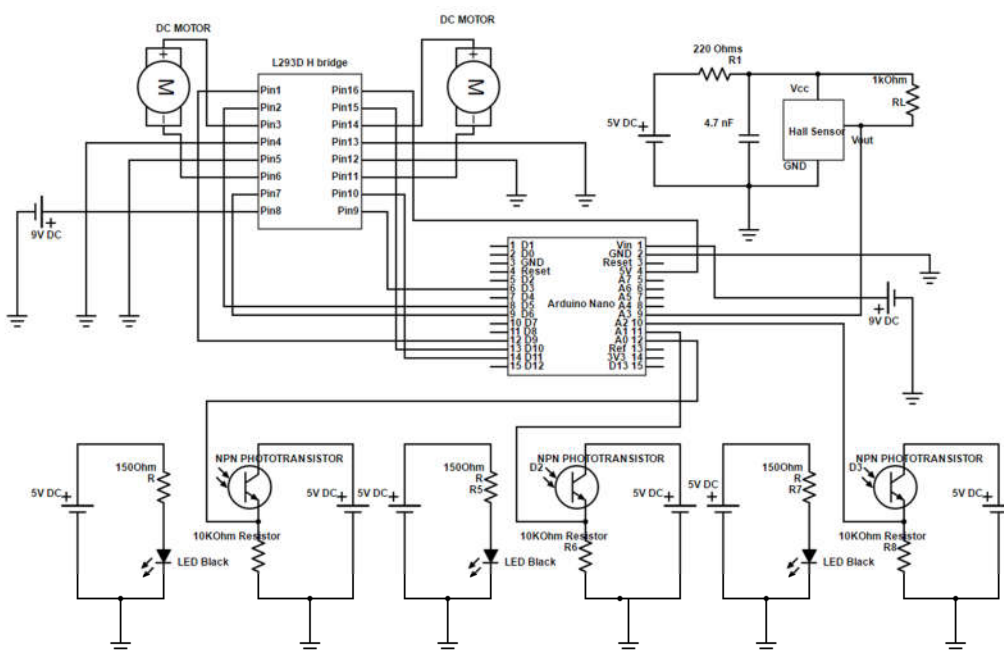 DC MOTOR
DC MOTOR
L293D H bridge
M
M
Pin1
Pin2
Pin3
Pin4
Pin5
Pin6
Pin7
Pin8
Pin16
Pin15
Pin14
Pin13
Pin12
Pin11
Pin10
Pin9
9V DC
220 Ohms
R1
5V DC
4.7 nF
Vcc
Hall Sensor
GND
Vout
1kOhm
RL
Arduino Nano
1 D1
2 D0
3 GND
4 Reset
5 D2
6 D3
7 D4
8 D5
9 D6
10 D7
11 D8
12 D9
13 D10
14 D11
15 D12
Vin 1
GND 2
Reset 3
5V 4
A7 5
A6 6
A5 7
A4 8
A3 9
A2 10
A1 11
A0 12
Ref 13
3V3 14
D13 15
9V DC
5V DC
150Ohm
R
LED Black
NPN PHOTOTRANSISTOR
10KOhm Resistor
5V DC
5V DC
150Ohm
R
R5
LED Black
NPN PHOTOTRANSISTOR
D2
10KOhm Resistor
R6
5V DC
5V DC
150Ohm
R
R7
LED Black
NPN PHOTOTRANSISTOR
D3
10KOhm Resistor
R8
5V DC